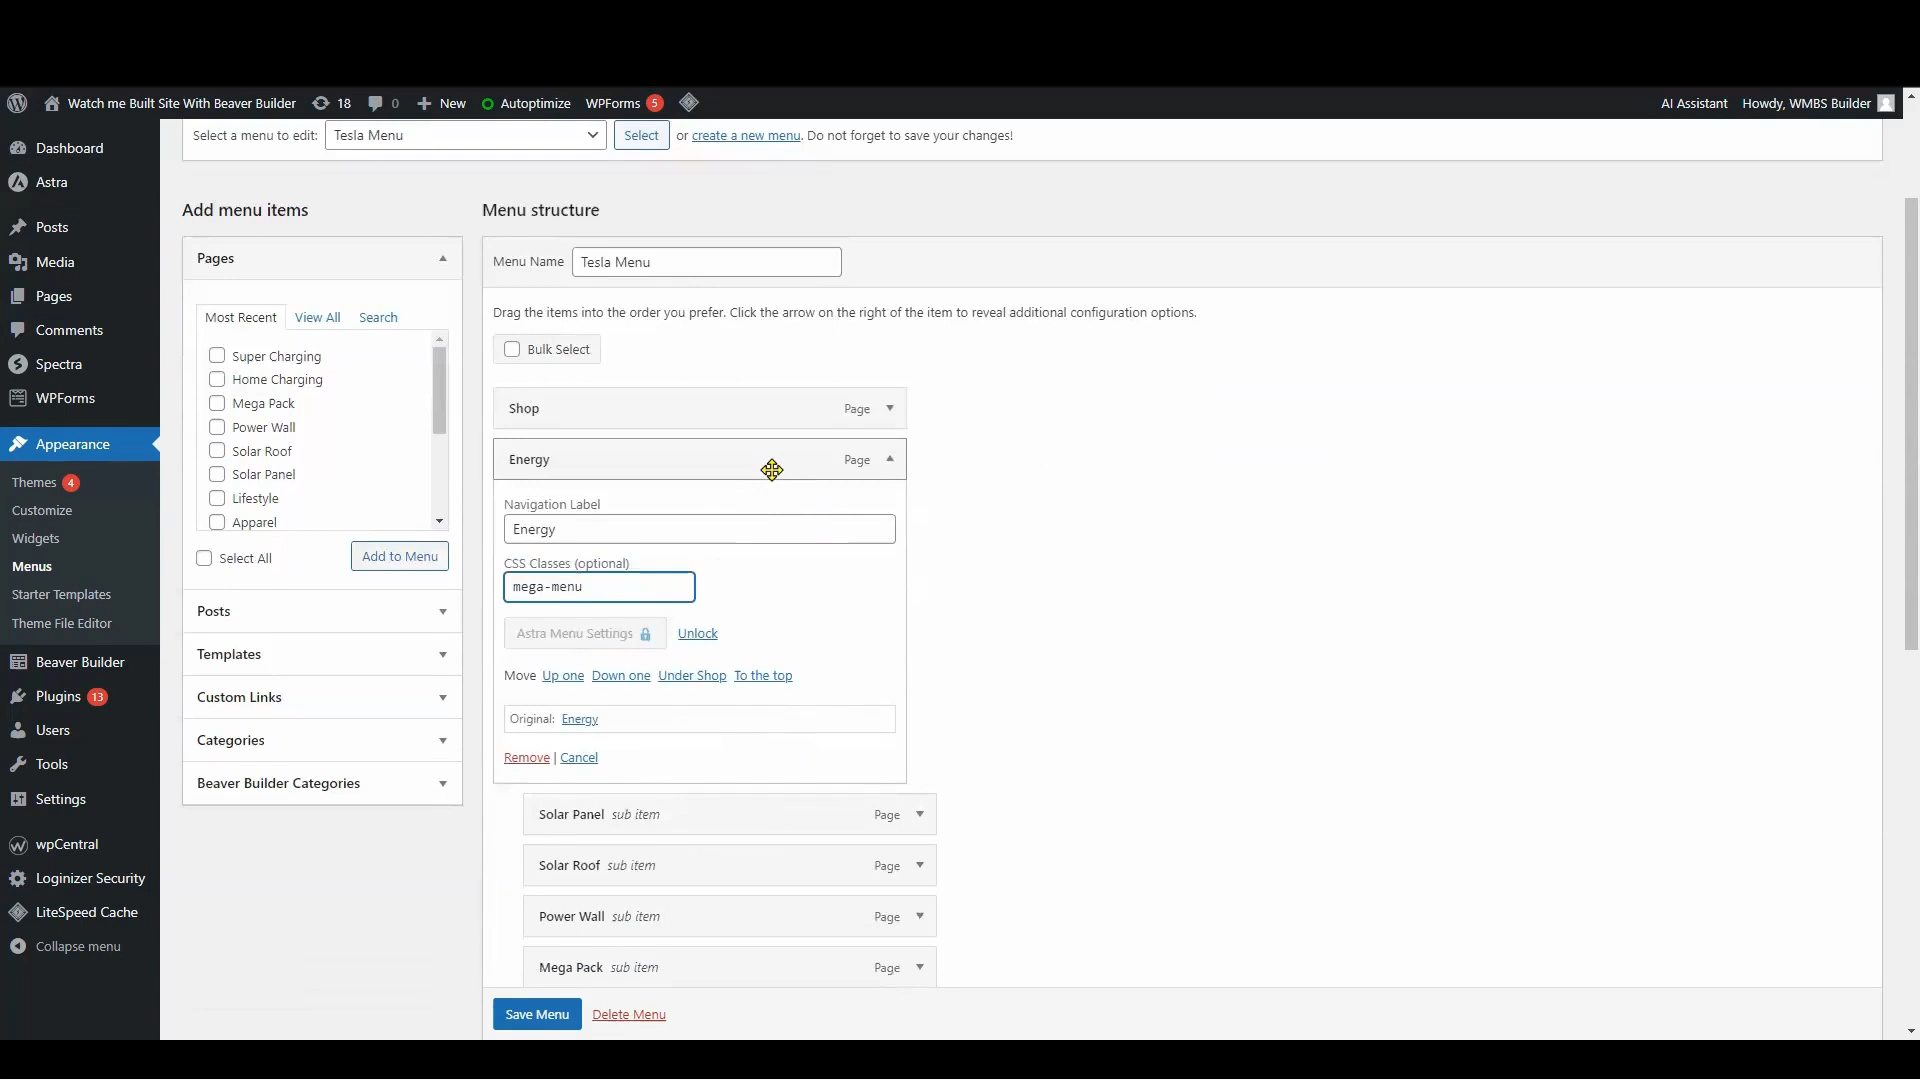 Watch me Built Site With Beaver Builder 18 0 New Autoptimize WPForms 5 AI Assistant Howdy, WMBS Builder
Dashboard
Astra
Posts
Media
Pages
Comments
Spectra
WPForms
Appearance
Themes 4
Customize
Widgets
Menus
Starter Templates
Theme File Editor
Beaver Builder
Plugins 13
Users
Tools
Settings
wpCentral
Loginizer Security
LiteSpeed Cache
Collapse menu
Select a menu to edit: Tesla Menu Select or create a new menu. Do not forget to save your changes!
Add menu items
Pages
Most Recent View All Search
Super Charging
Home Charging
Mega Pack
Power Wall
Solar Roof
Solar Panel
Lifestyle
Apparel
Select All Add to Menu
Posts
Templates
Custom Links
Categories
Beaver Builder Categories
Menu structure
Menu Name Tesla Menu
Drag the items into the order you prefer. Click the arrow on the right of the item to reveal additional configuration options.
Bulk Select
Shop Page
Energy Page
Navigation Label
Energy
CSS Classes (optional)
mega-menu
Astra Menu Settings Unlock
Move Up one Down one Under Shop To the top
Original: Energy
Remove | Cancel
Solar Panel sub item Page
Solar Roof sub item Page
Power Wall sub item Page
Mega Pack sub item Page
Save Menu Delete Menu